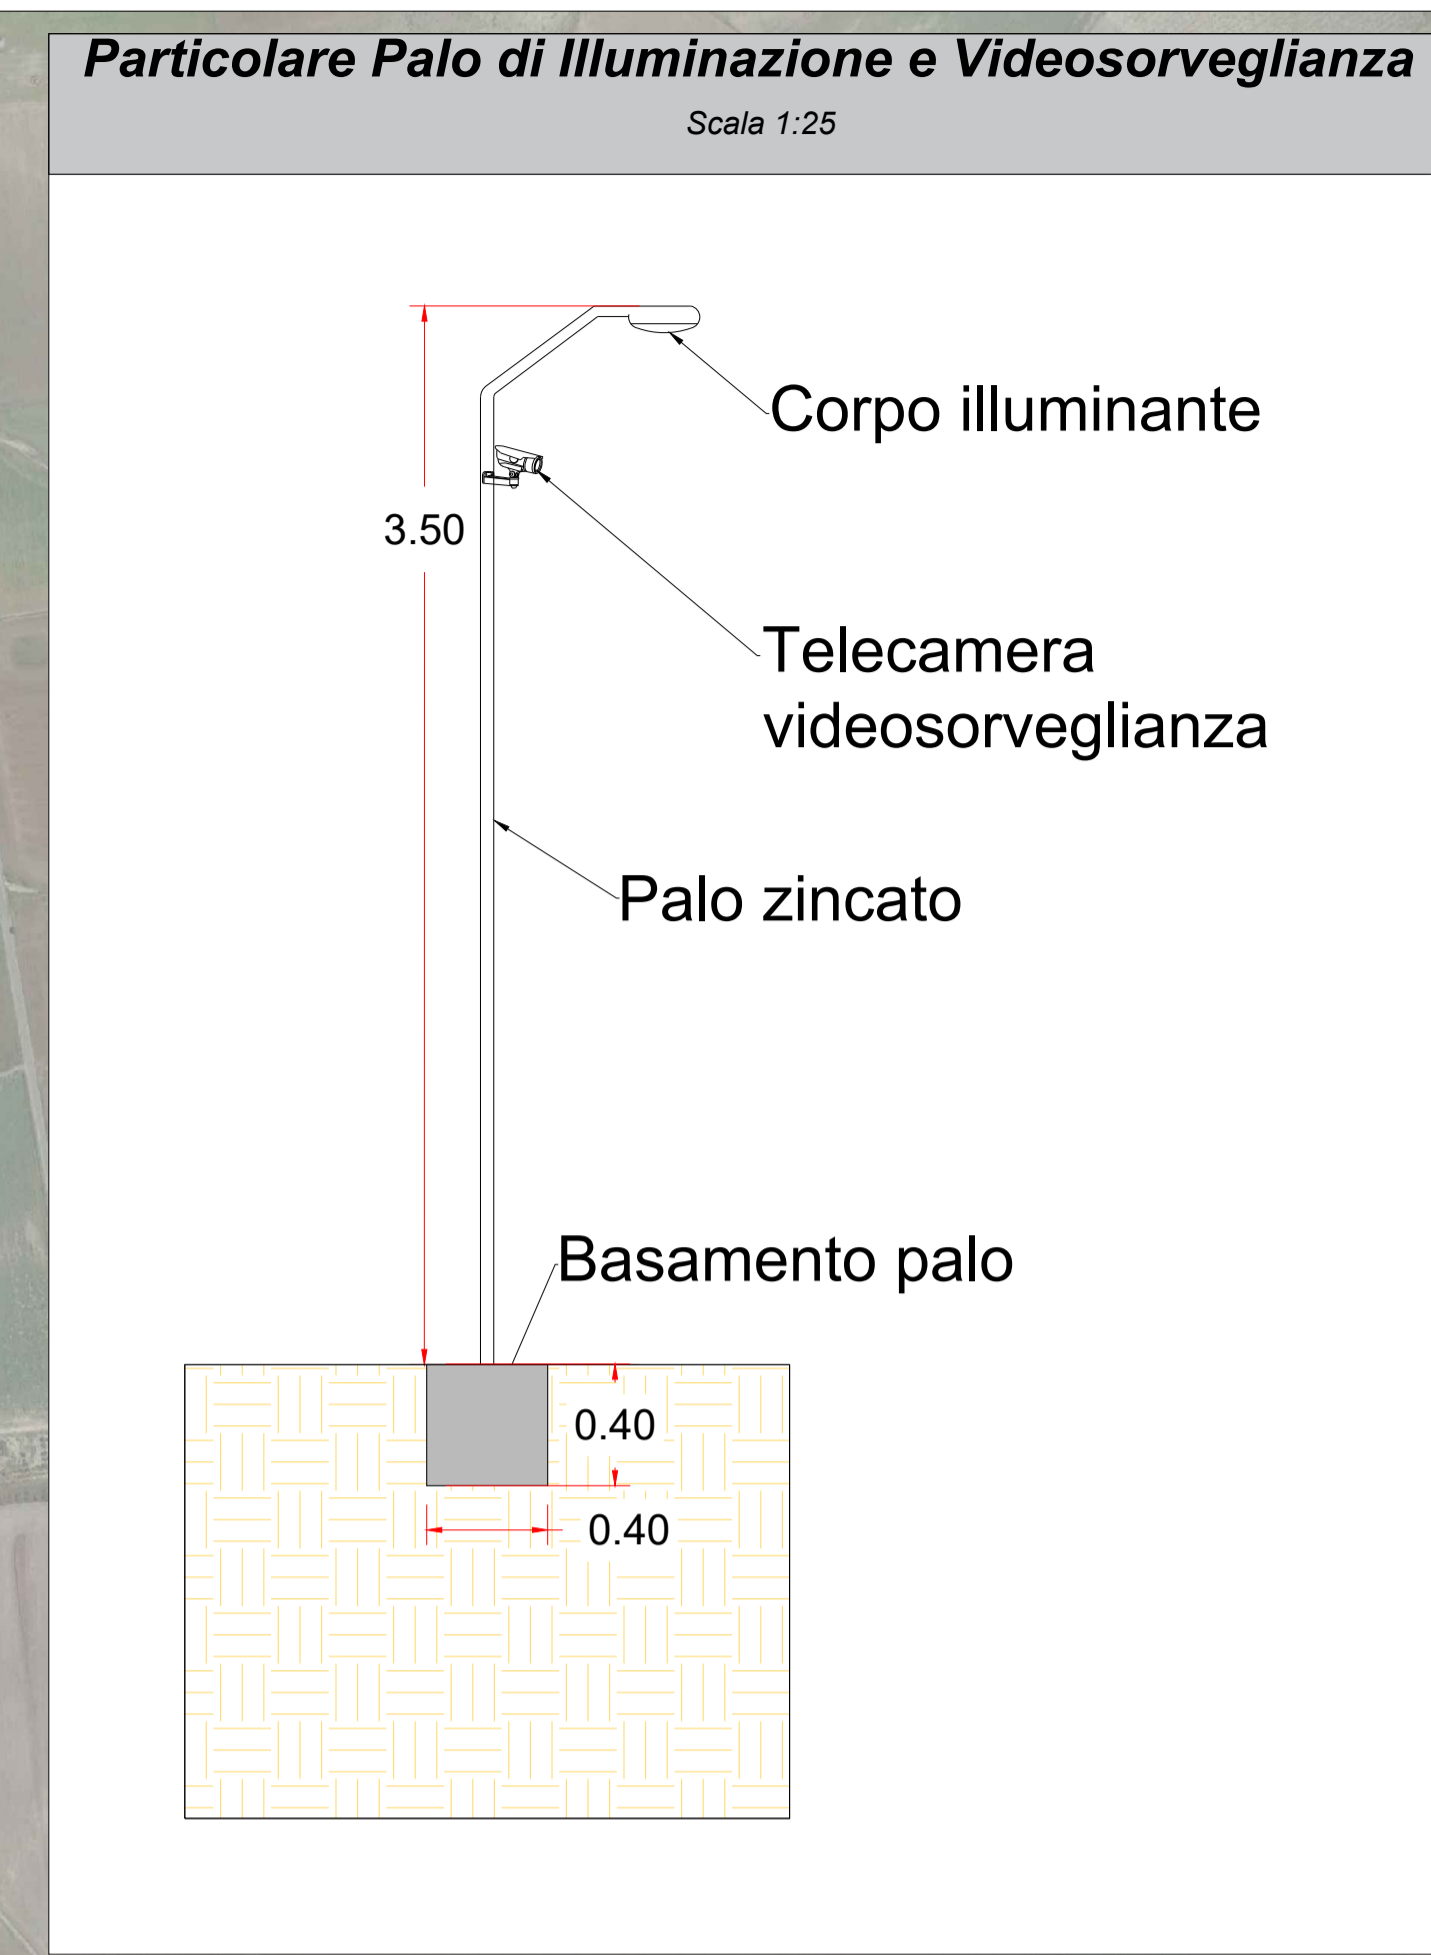 Particolare Palo di Illuminazione e Videosorveglianza
Scala 1:25
Corpo illuminante
3.50
Telecamera
videosorveglianza
Palo zincato
Basamento palo
0.40
0.40